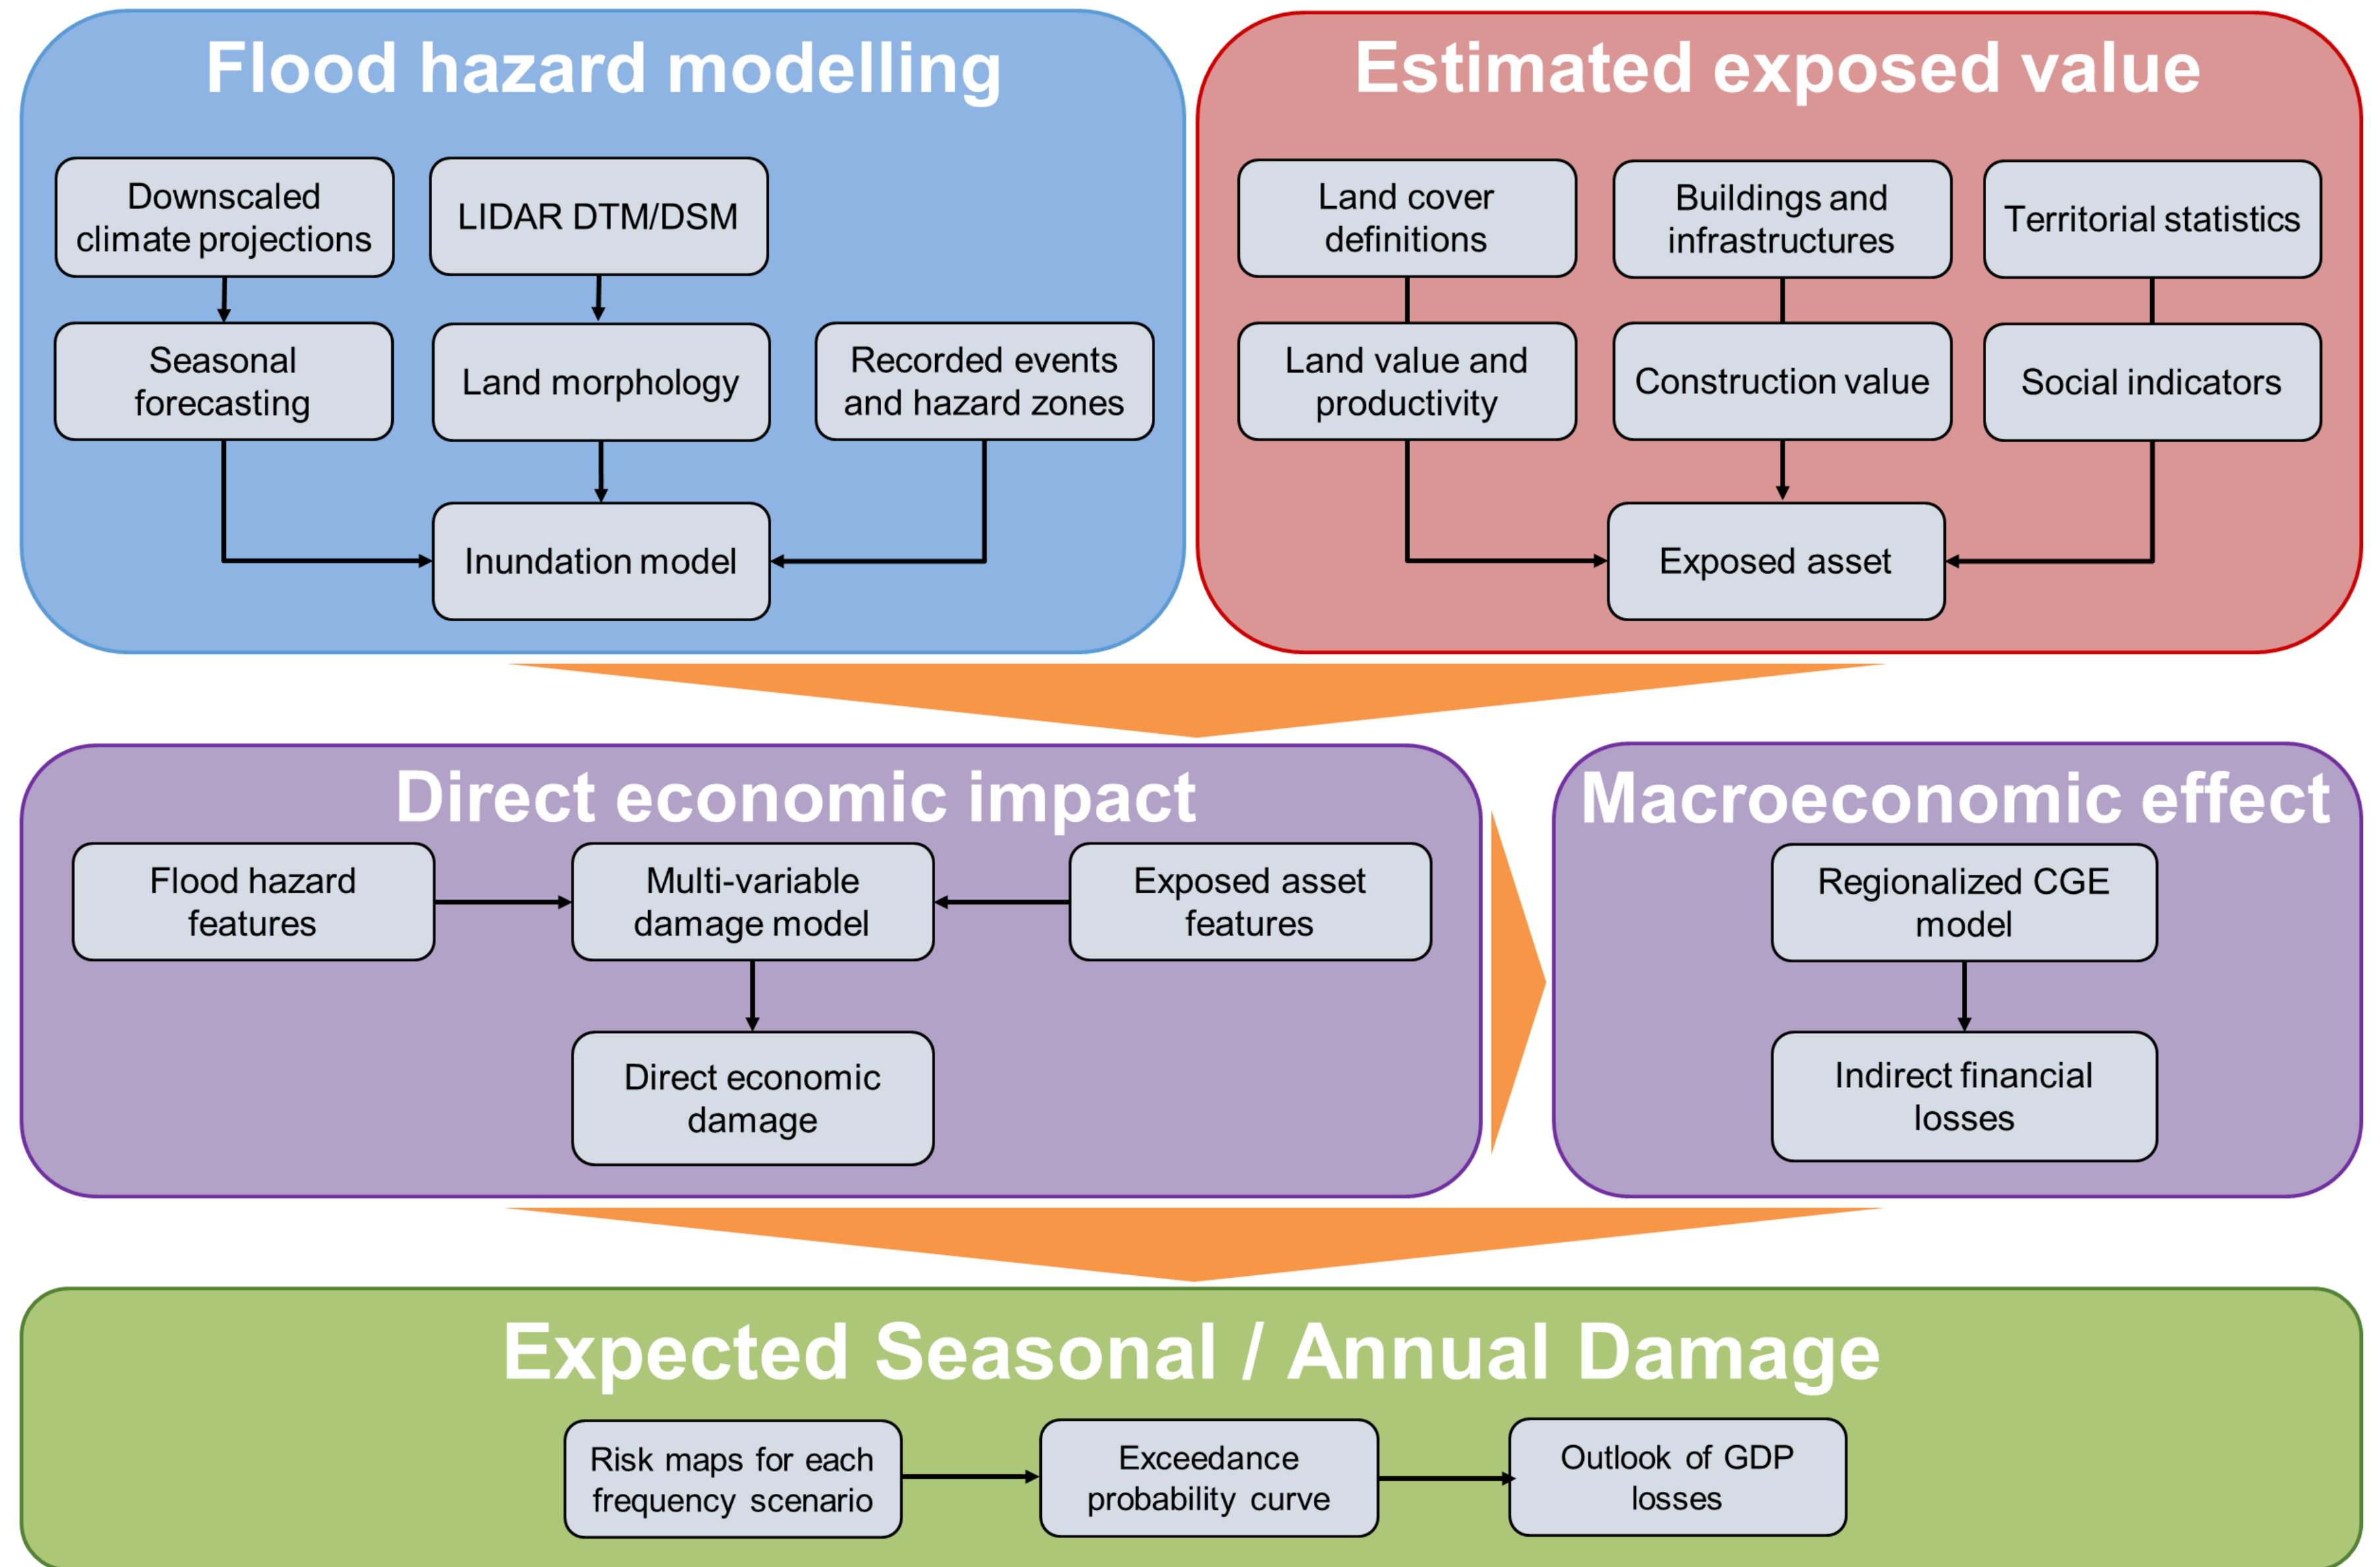 Flood hazard modelling
Downscaled
climate projections
LIDAR DTM/DSM
Seasonal
forecasting
Land morphology
Recorded events
and hazard zones
Inundation model
Estimated exposed value
Land cover
definitions
Buildings and
infrastructures
Territorial statistics
Land value and
productivity
Construction value
Social indicators
Exposed asset
Direct economic impact
Flood hazard
features
Multi-variable
damage model
Exposed asset
features
Direct economic
damage
Macroeconomic effect
Regionalized CGE
model
Indirect financial
losses
Expected Seasonal / Annual Damage
Risk maps for each
frequency scenario
Exceedance
probability curve
Outlook of GDP
losses